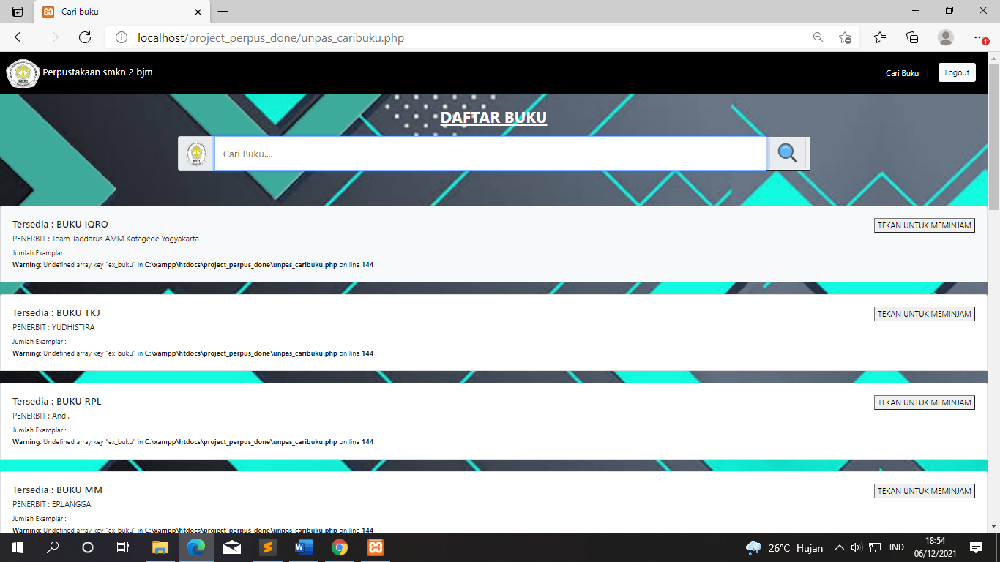 Cari buku
localhost/project_perpus_done/unpas_caribuku.php
Perpustakaan smkn 2 bjm
Cari Buku | Logout
DAFTAR BUKU
Cari Buku....
Tersedia : BUKU IQRO
TEKAN UNTUK MEMINJAM
PENERBIT : Team Taddarus AMM Kotagede Yogyakarta
Jumlah Examplar :
Warning: Undefined array key "ex_buku" in C:\xampp\htdocs\project_perpus_done\unpas_caribuku.php on line 144
Tersedia : BUKU TKJ
TEKAN UNTUK MEMINJAM
PENERBIT : YUDHISTIRA
Jumlah Examplar :
Warning: Undefined array key "ex_buku" in C:\xampp\htdocs\project_perpus_done\unpas_caribuku.php on line 144
Tersedia : BUKU RPL
TEKAN UNTUK MEMINJAM
PENERBIT : Andi.
Jumlah Examplar :
Warning: Undefined array key "ex_buku" in C:\xampp\htdocs\project_perpus_done\unpas_caribuku.php on line 144
Tersedia : BUKU MM
TEKAN UNTUK MEMINJAM
PENERBIT : ERLANGGA
Jumlah Examplar :
Warning: Undefined array key "ex_buku" in C:\xampp\htdocs\project_perpus_done\unpas_caribuku.php on line 144
26°C Hujan
IND
18:54
06/12/2021